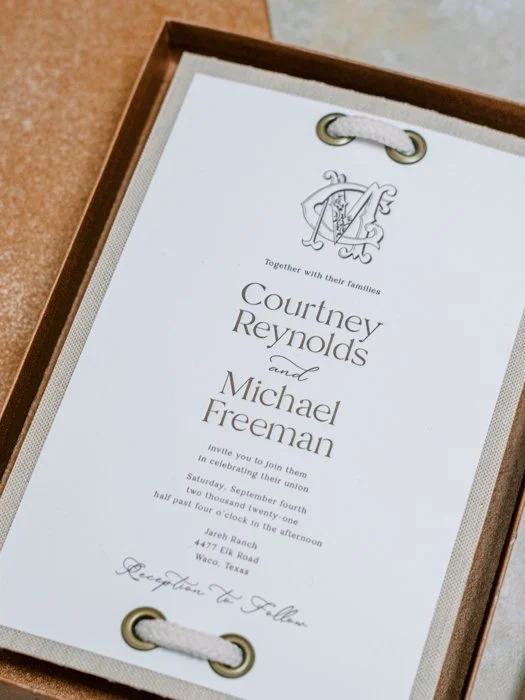 CM
Together with their families
Courtney
Reynolds
and
Michael
Freeman
invite you to join them
in celebrating their union
Saturday, September fourth
two thousand twenty-one
half past four o'clock in the afternoon
Jareh Ranch
4477 Elk Road
Waco, Texas
Reception to Follow